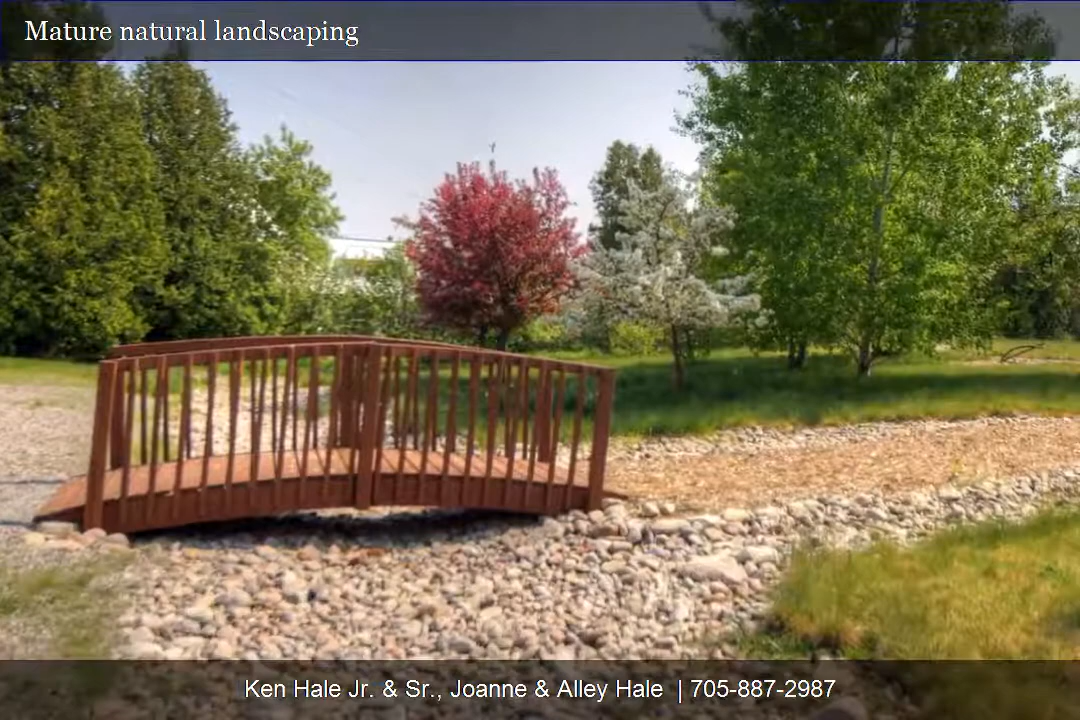 Mature natural landscaping
Ken Hale Jr. & Sr., Joanne & Alley Hale | 705-887-2987